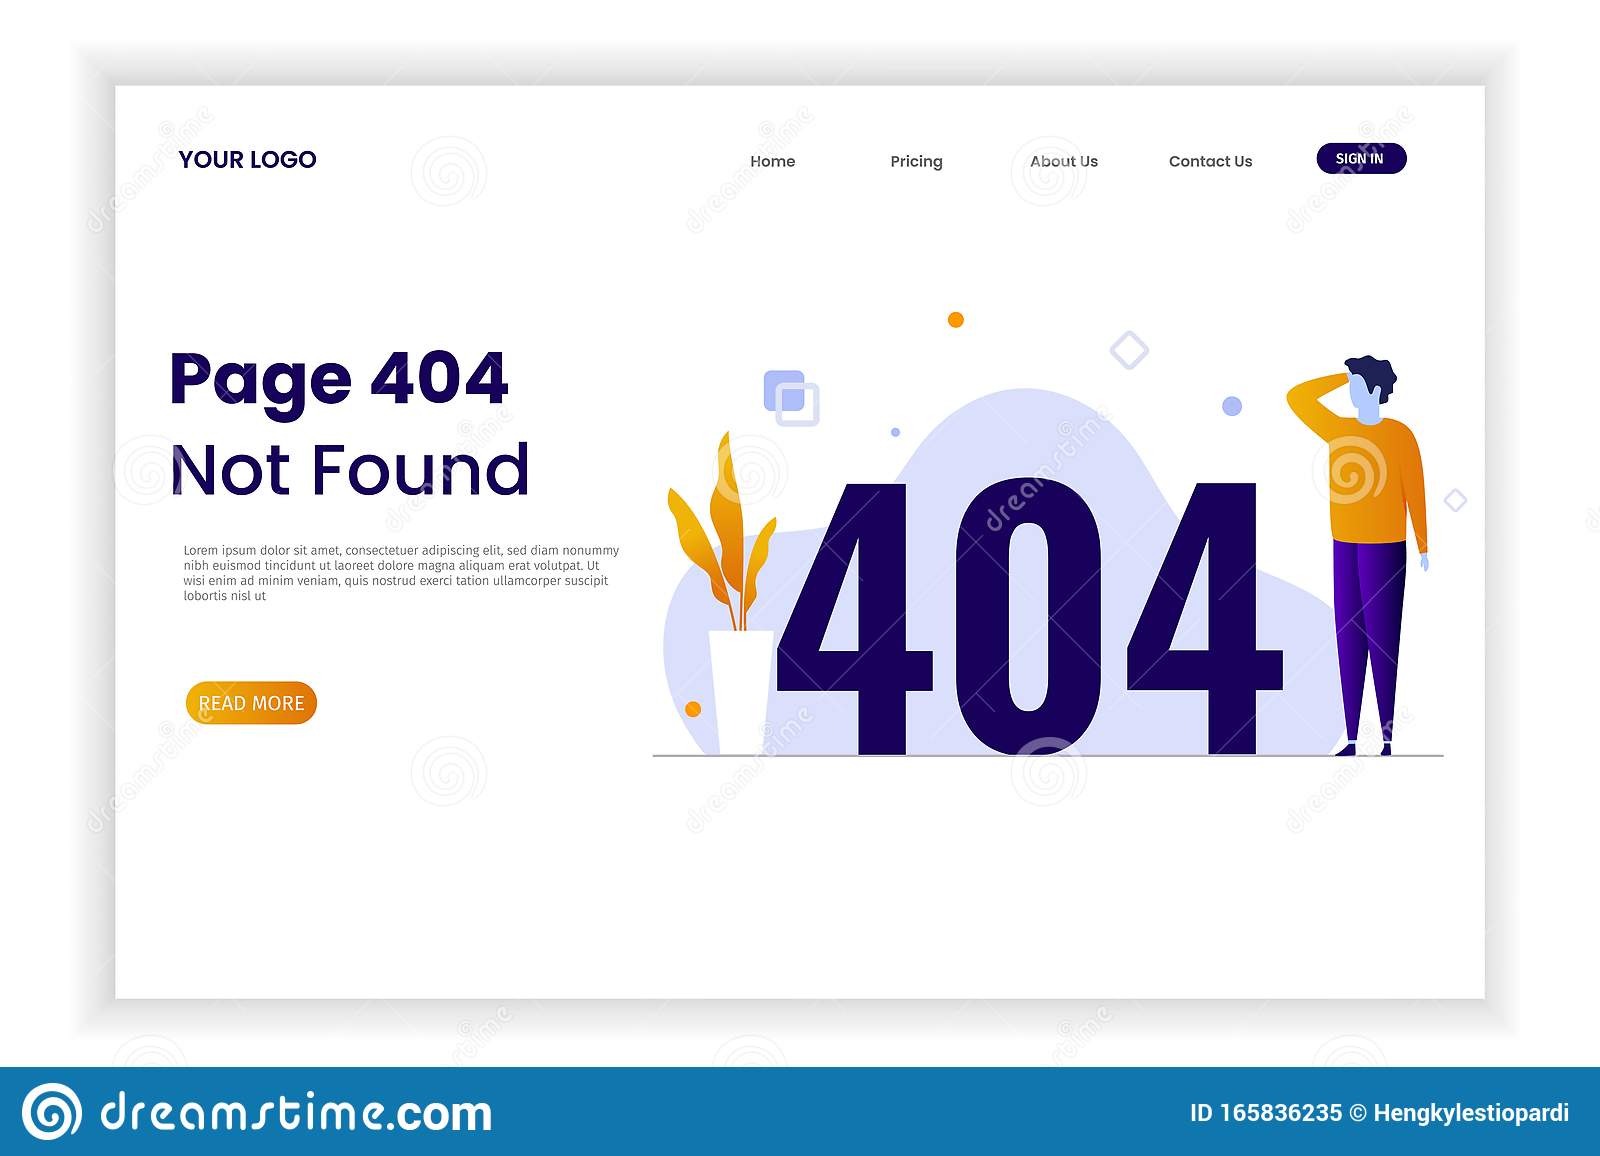 YOUR LOGO
Home
Pricing
About Us
Contact Us
SIGN IN
Page 404
Not Found
Lorem ipsum dolor sit amet, consectetuer adipiscing elit, sed diam nonummy
nibh euismod tincidunt ut laoreet dolore magna aliquam erat volutpat. Ut
wisi enim ad minim veniam, quis nostrud exerci tation ullamcorper suscipit
lobortis nisl ut
READ MORE
404
dreamstime.com
ID 165836235 © Hengkylestiopardi